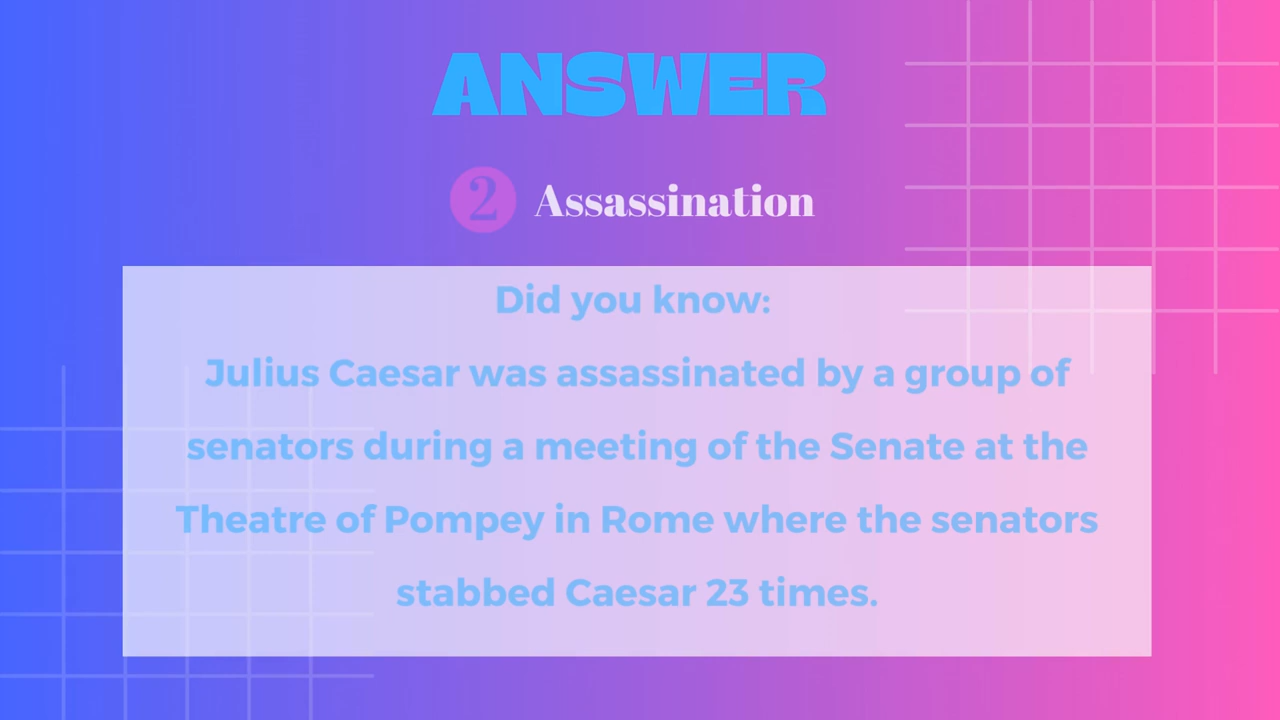 ANSWER
2 Assassination
Did you know:
Julius Caesar was assassinated by a group of
senators during a meeting of the Senate at the
Theatre of Pompey in Rome where the senators
stabbed Caesar 23 times.